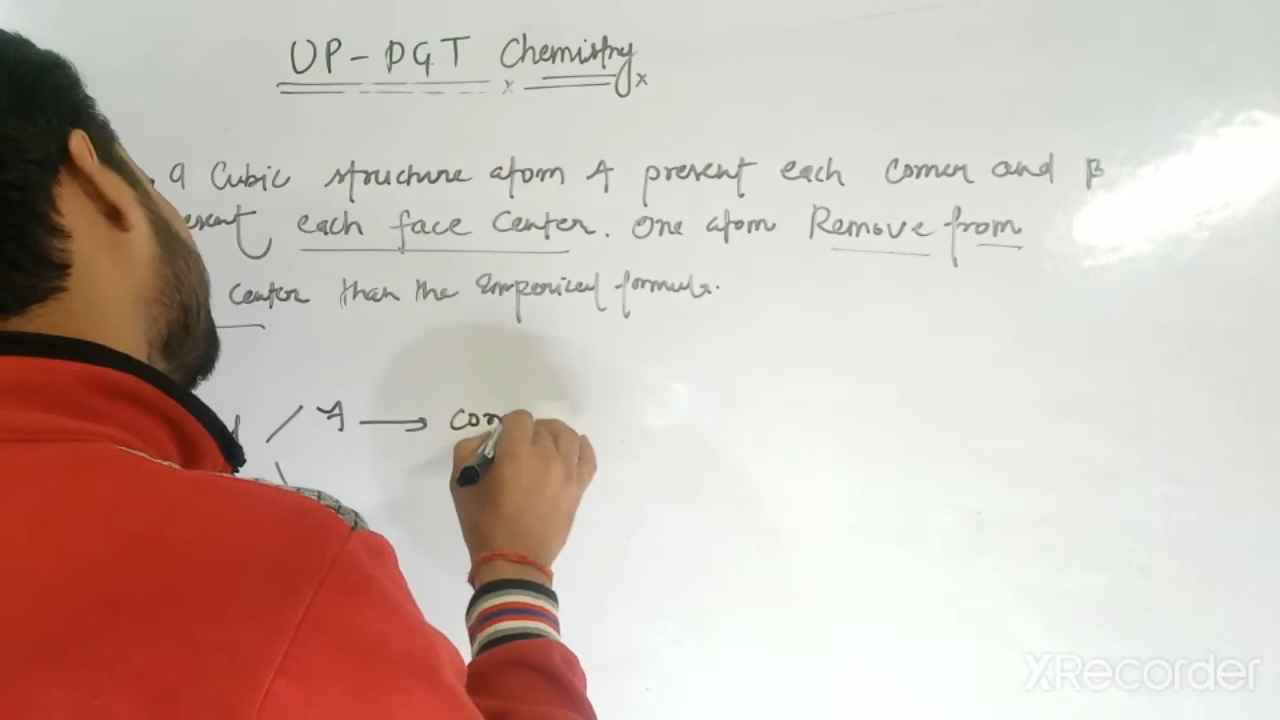 UP - PGT Chemistry
a Cubic structure atom A present each corner and B
each face center. One atom Remove from
center than the Emperical formula.
A → cor
XRecorder